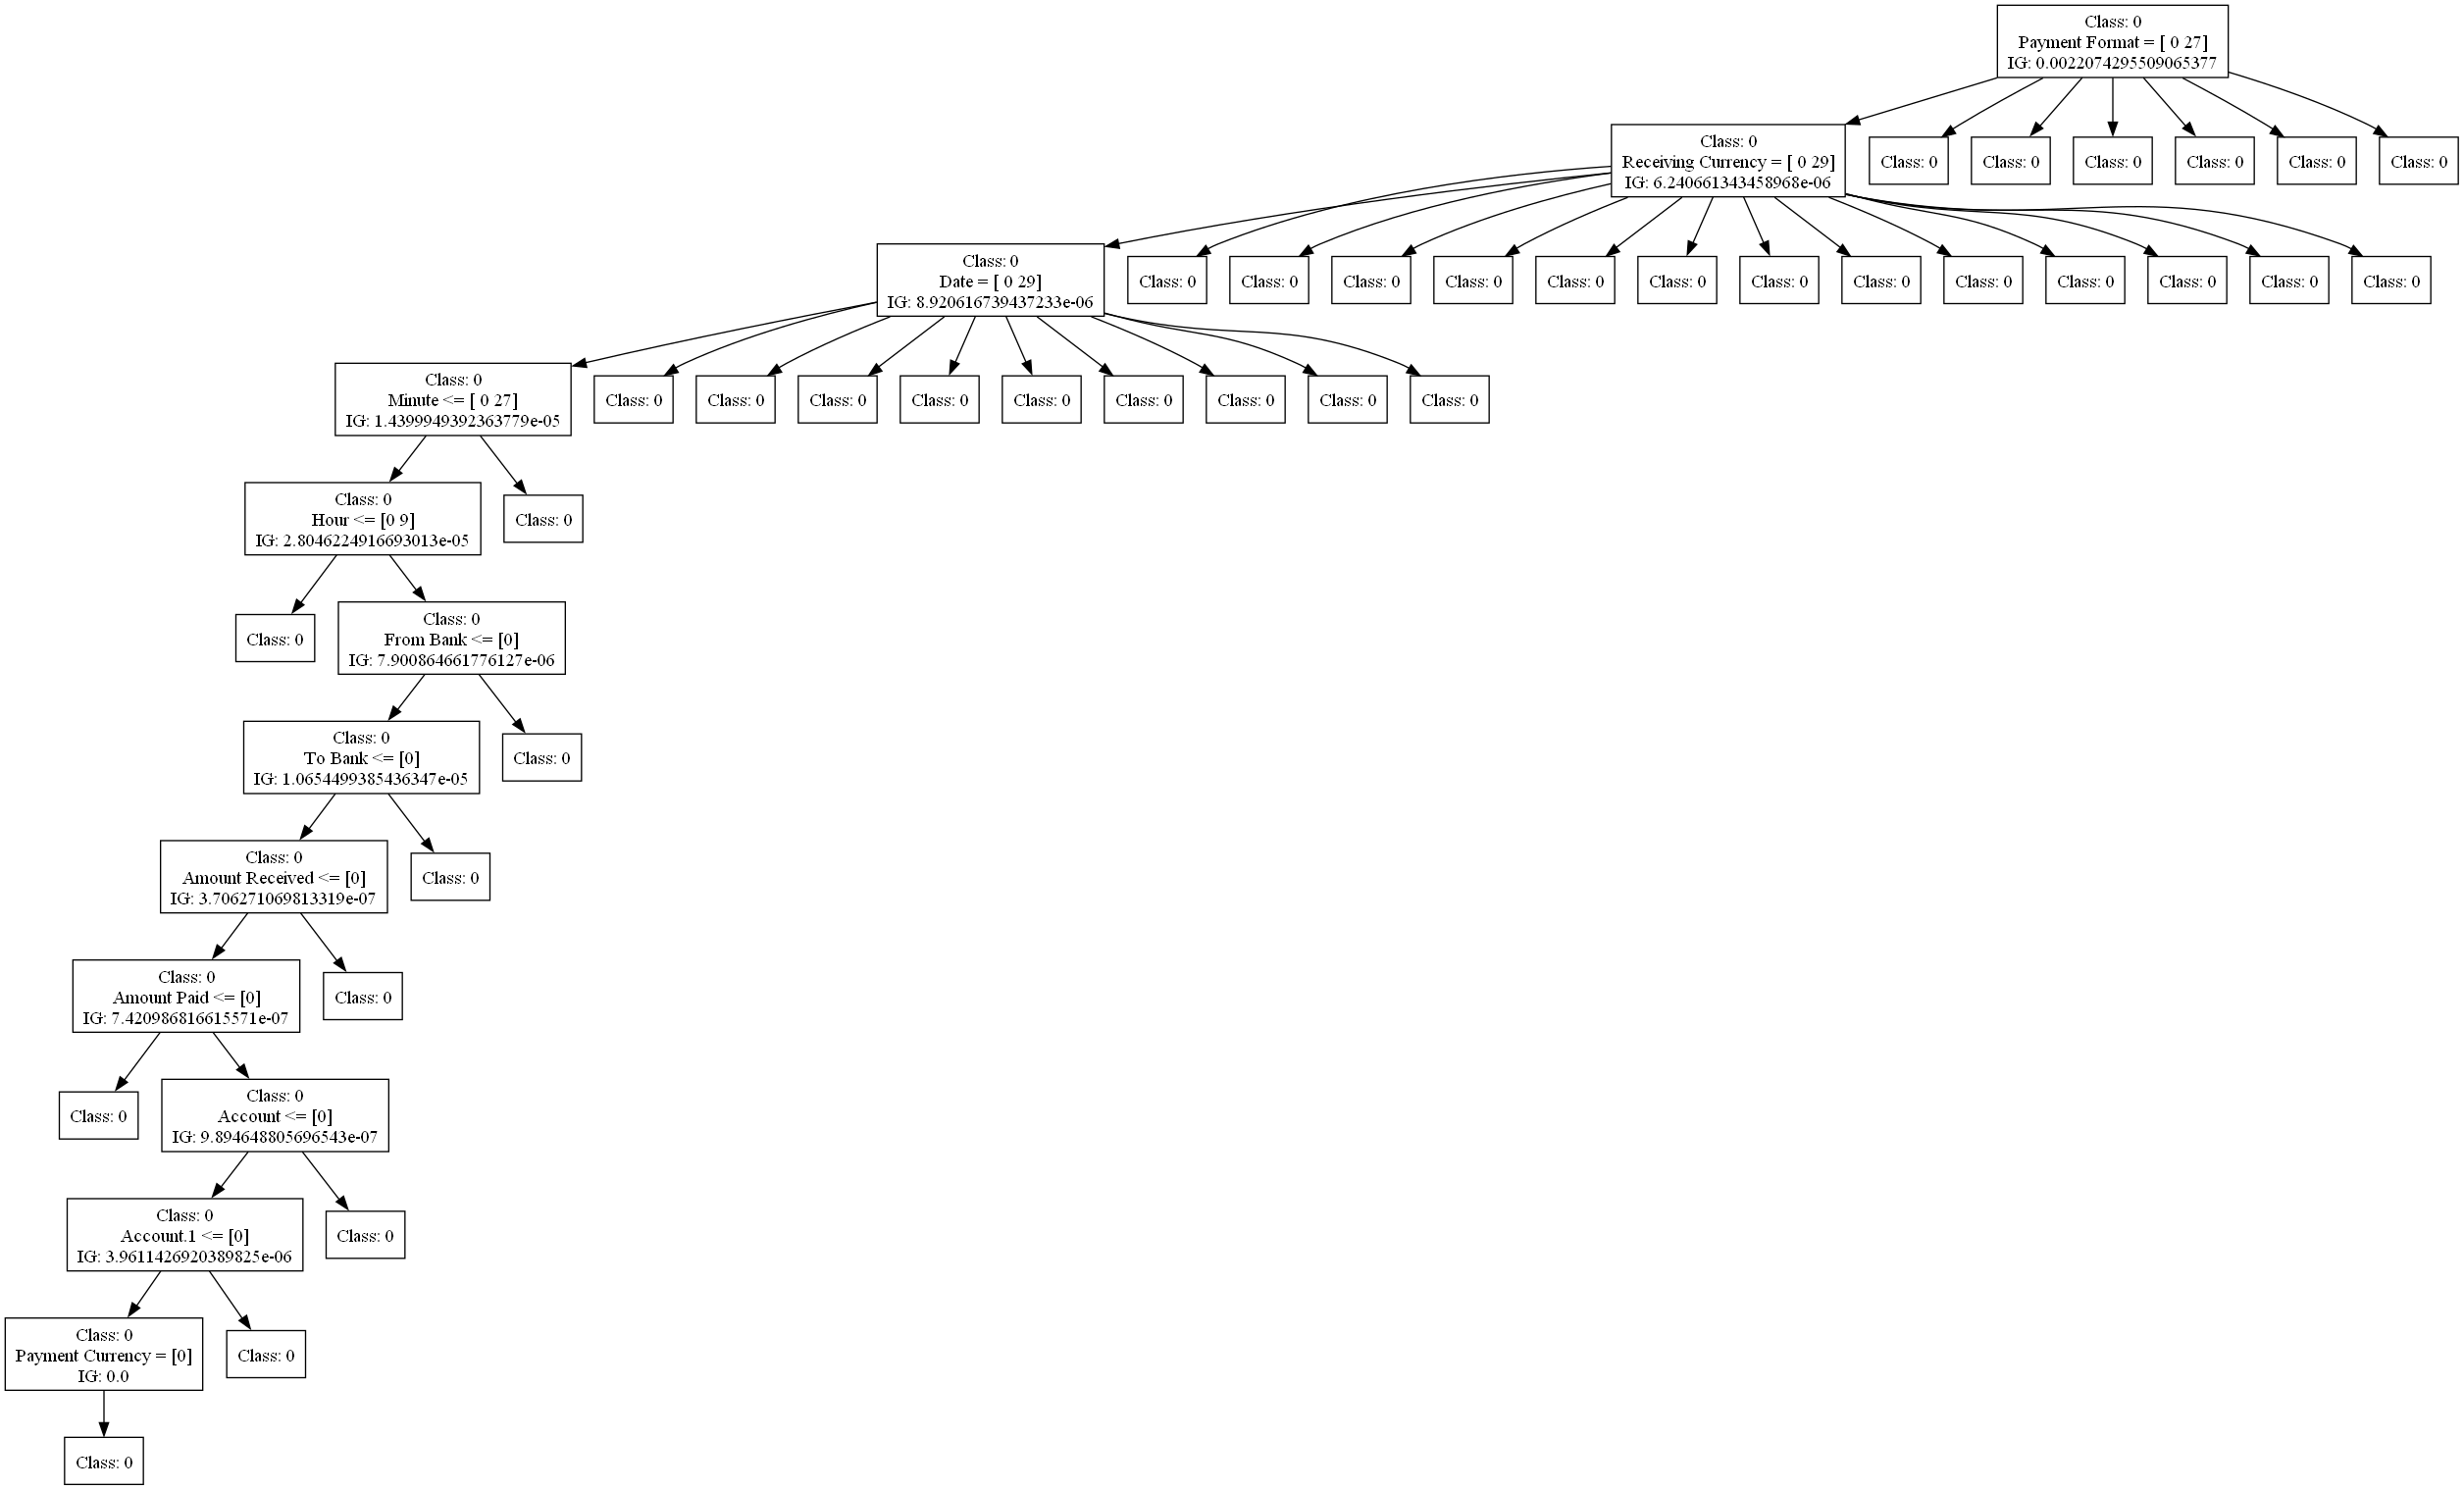 Class: 0
Payment Format = [ 0 27]
IG: 0.0022074295509065377
Class: 0
Receiving Currency = [ 0 29]
IG: 6.240661343458968e-06
Class: 0
Class: 0
Class: 0
Class: 0
Class: 0
Class: 0
Class: 0
Date = [ 0 29]
IG: 8.920616739437233e-06
Class: 0
Class: 0
Class: 0
Class: 0
Class: 0
Class: 0
Class: 0
Class: 0
Class: 0
Class: 0
Class: 0
Class: 0
Class: 0
Class: 0
Minute <= [ 0 27]
IG: 1.4399949392363779e-05
Class: 0
Class: 0
Class: 0
Class: 0
Class: 0
Class: 0
Class: 0
Class: 0
Class: 0
Class: 0
Hour <= [0 9]
IG: 2.8046224916693013e-05
Class: 0
Class: 0
Class: 0
From Bank <= [0]
IG: 7.900864661776127e-06
Class: 0
To Bank <= [0]
IG: 1.0654499385436347e-05
Class: 0
Class: 0
Amount Received <= [0]
IG: 3.706271069813319e-07
Class: 0
Class: 0
Amount Paid <= [0]
IG: 7.420986816615571e-07
Class: 0
Class: 0
Class: 0
Account <= [0]
IG: 9.894648805696543e-07
Class: 0
Account.1 <= [0]
IG: 3.9611426920389825e-06
Class: 0
Class: 0
Payment Currency = [0]
IG: 0.0
Class: 0
Class: 0